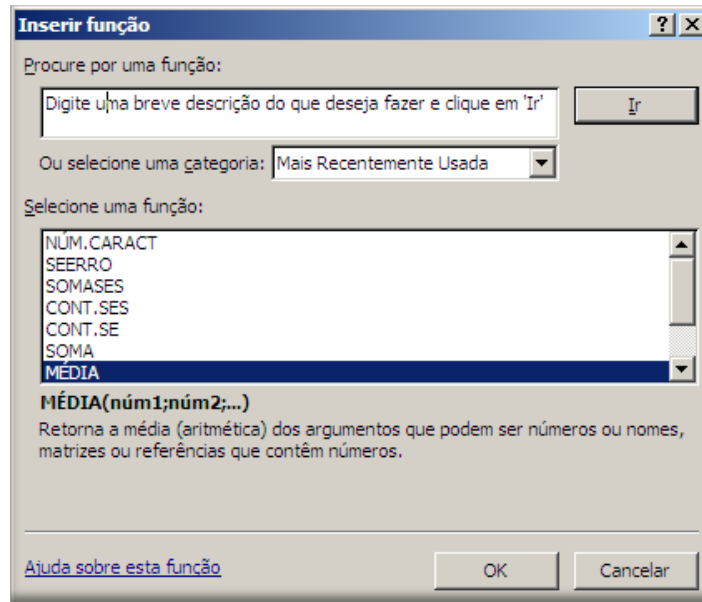 Inserir função
Procure por uma função:
Digite uma breve descrição do que deseja fazer e clique em 'Ir'
Ir
Ou selecione uma categoria: Mais Recentemente Usada
Selecione uma função:
NÚM.CARACT
SEERRO
SOMASES
CONT.SES
CONT.SE
SOMA
MÉDIA
MÉDIA(núm1;núm2;...)
Retorna a média (aritmética) dos argumentos que podem ser números ou nomes,
matrizes ou referências que contêm números.
Ajuda sobre esta função
OK
Cancelar